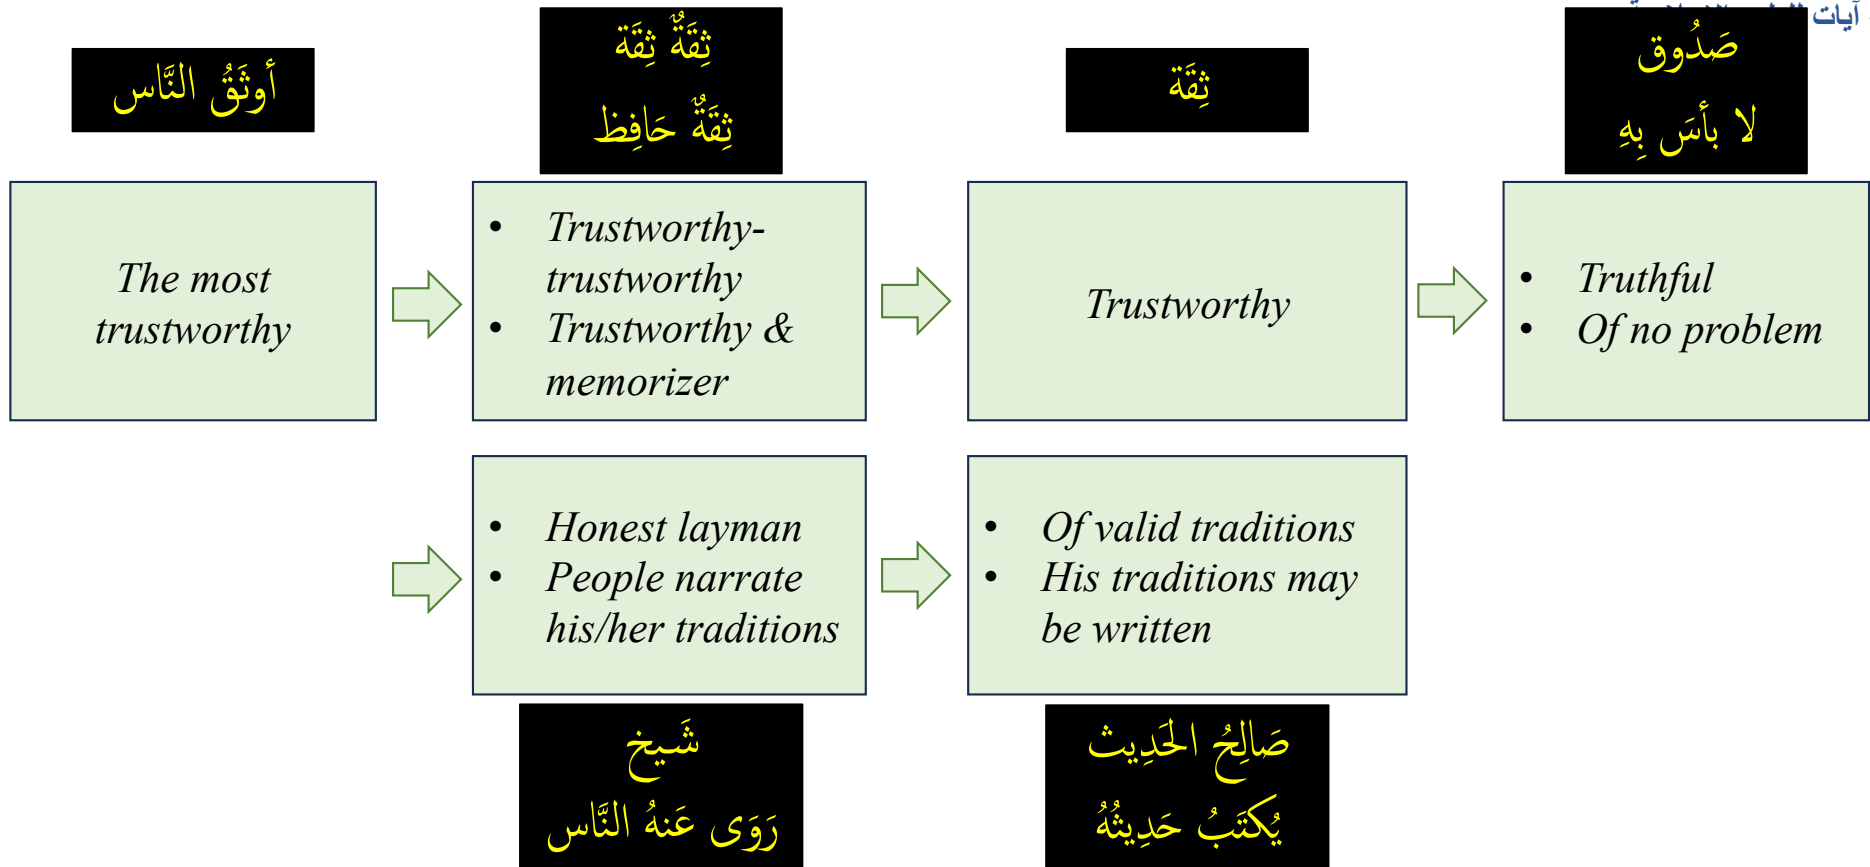 آيات
أوثَقُ النَّاس
ثِقَةٌ ثِقَة
ثِقَةٌ حَافِظ
ثِقَة
صَدُوق
لا بأسَ بِهِ
The most
trustworthy
• Trustworthy-
trustworthy
• Trustworthy &
memorizer
Trustworthy
• Truthful
• Of no problem
• Honest layman
• People narrate
his/her traditions
• Of valid traditions
• His traditions may
be written
شَيخ
رَوَى عَنهُ النَّاس
صَالِحُ الحَدِيث
يُكتَبُ حَدِيثُهُ